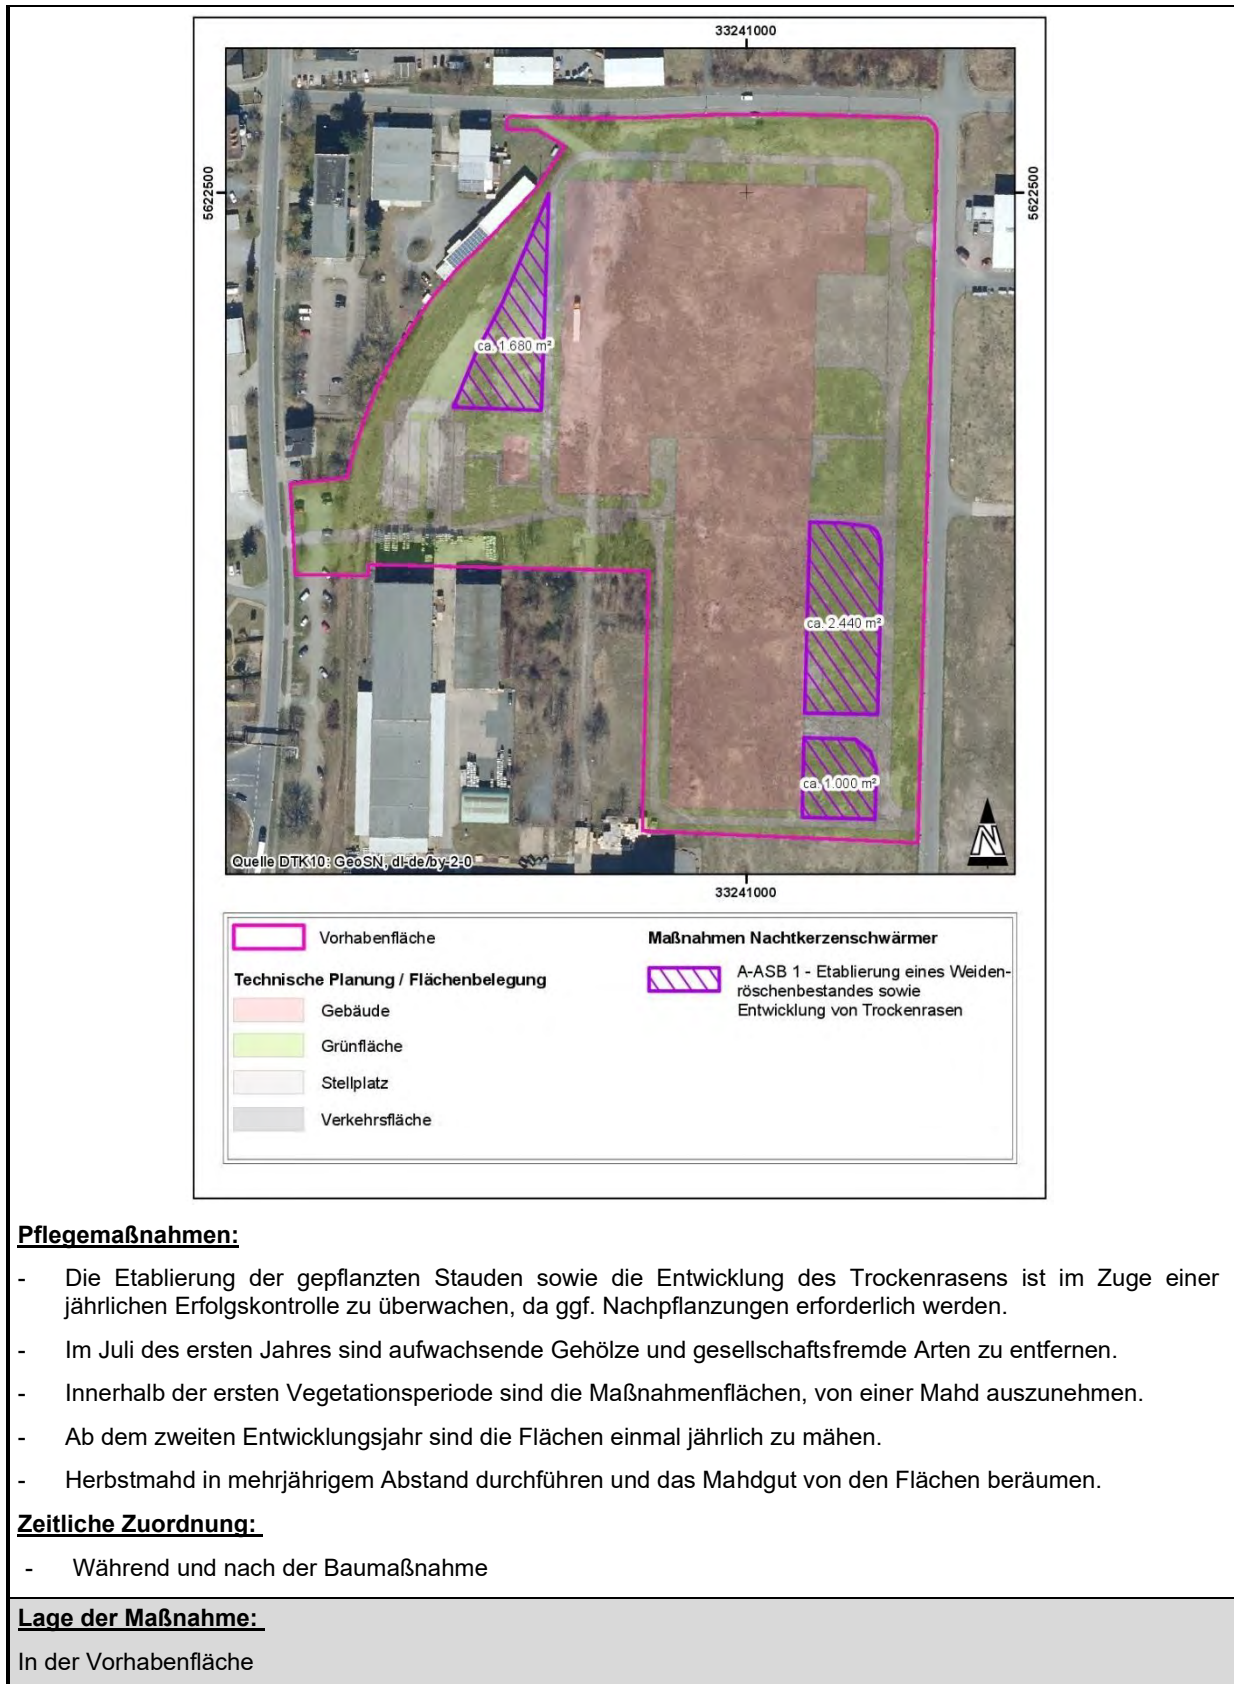 33241000
5622500
5622500
ca. 1.680 m²
ca. 2.440 m²
ca. 1.000 m²
N
Quelle DTK10: GeoSN, dl-de/by-2-0
33241000
Vorhabenfläche
Technische Planung / Flächenbelegung
Gebäude
Grünfläche
Stellplatz
Verkehrsfläche
Maßnahmen Nachtkerzenschwärmer
A-ASB 1 - Etablierung eines Weiden-
röschenbestandes sowie
Entwicklung von Trockenrasen
Pflegemaßnahmen:
- Die Etablierung der gepflanzten Stauden sowie die Entwicklung des Trockenrasens ist im Zuge einer
jährlichen Erfolgskontrolle zu überwachen, da ggf. Nachpflanzungen erforderlich werden.
- Im Juli des ersten Jahres sind aufwachsende Gehölze und gesellschaftsfremde Arten zu entfernen.
- Innerhalb der ersten Vegetationsperiode sind die Maßnahmenflächen, von einer Mahd auszunehmen.
- Ab dem zweiten Entwicklungsjahr sind die Flächen einmal jährlich zu mähen.
- Herbstmahd in mehrjährigem Abstand durchführen und das Mahdgut von den Flächen beräumen.
Zeitliche Zuordnung:
- Während und nach der Baumaßnahme
Lage der Maßnahme:
In der Vorhabenfläche